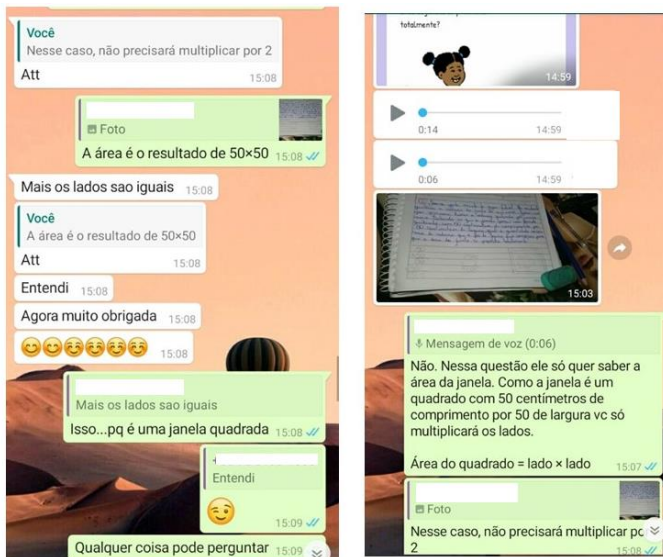 Você
Nesse caso, não precisará multiplicar por 2
Att
15:08
Foto
A área é o resultado de 50×50 15:08
Mais os lados sao iguais 15:08
Você
A área é o resultado de 50×50
Att
15:08
Entendi 15:08
Agora muito obrigada 15:08
15:08
Mais os lados sao iguais
Isso...pq é uma janela quadrada 15:08
Entendi
15:09
Qualquer coisa pode perguntar 15:09
totalmente?
14:59
0:14 14:59
0:06 14:59
15:03
Mensagem de voz (0:06)
Não. Nessa questão ele só quer saber a
área da janela. Como a janela é um
quadrado com 50 centímetros de
comprimento por 50 de largura vc só
multiplicará os lados.
Área do quadrado = lado × lado 15:07
Foto
Nesse caso, não precisará multiplicar po
2 15:08